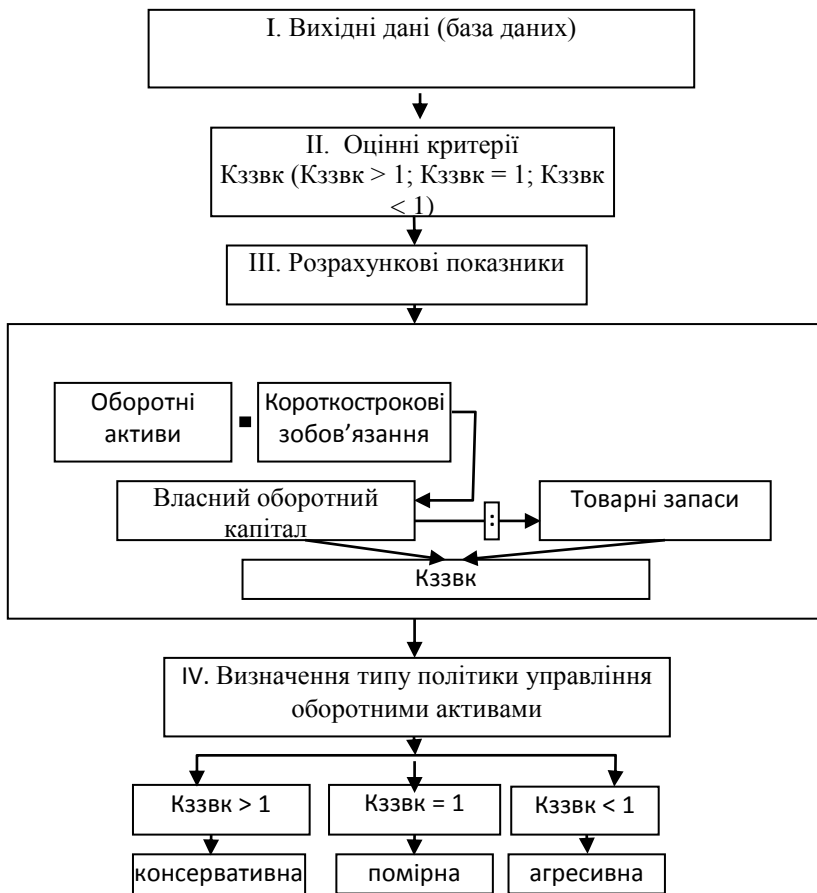 I. Вихідні дані (база даних)
II. Оцінні критерії
Кззвк (Кззвк > 1; Кззвк = 1; Кззвк
< 1)
III. Розрахункові показники
Оборотні
активи
Короткострокові
зобов’язання
Власний оборотний
капітал
:
Товарні запаси
Кззвк
IV. Визначення типу політики управління
оборотними активами
Кззвк > 1
Кззвк = 1
Кззвк < 1
консервативна
помірна
агресивна